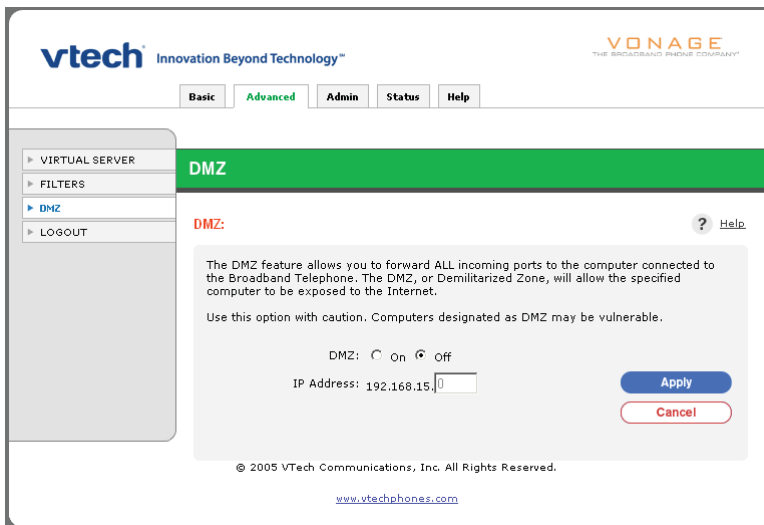 vtech Innovation Beyond Technology™
VONAGE
THE BROADBAND PHONE COMPANY™
Basic Advanced Admin Status Help
VIRTUAL SERVER
FILTERS
DMZ
LOGOUT
DMZ
DMZ:
? Help
The DMZ feature allows you to forward ALL incoming ports to the computer connected to
the Broadband Telephone. The DMZ, or Demilitarized Zone, will allow the specified
computer to be exposed to the Internet.
Use this option with caution. Computers designated as DMZ may be vulnerable.
DMZ: On Off
IP Address: 192.168.15. 0
Apply
Cancel
© 2005 VTech Communications, Inc. All Rights Reserved.
www.vtechphones.com